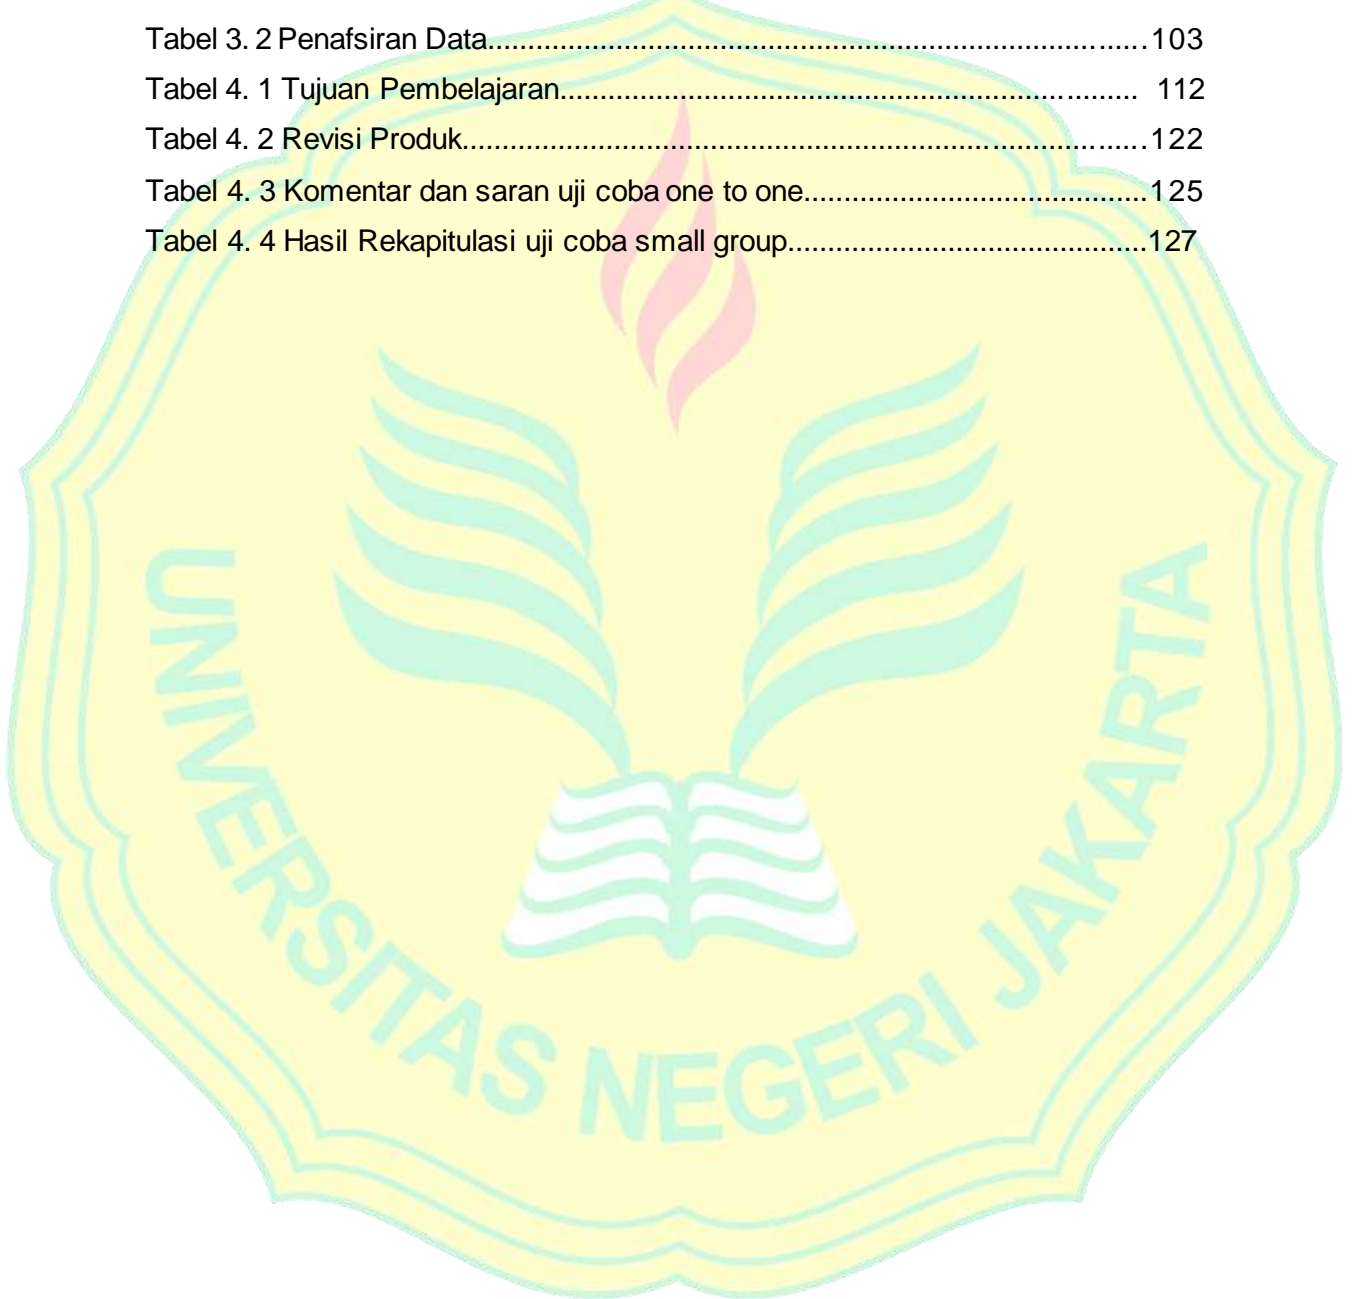 Tabel 3. 2 Penafsiran Data...................................................................................103
Tabel 4. 1 Tujuan Pembelajaran......................................................................... 112
Tabel 4. 2 Revisi Produk......................................................................................122
Tabel 4. 3 Komentar dan saran uji coba one to one...........................................125
Tabel 4. 4 Hasil Rekapitulasi uji coba small group.............................................127
UNIVERSITAS NEGERI JAKARTA